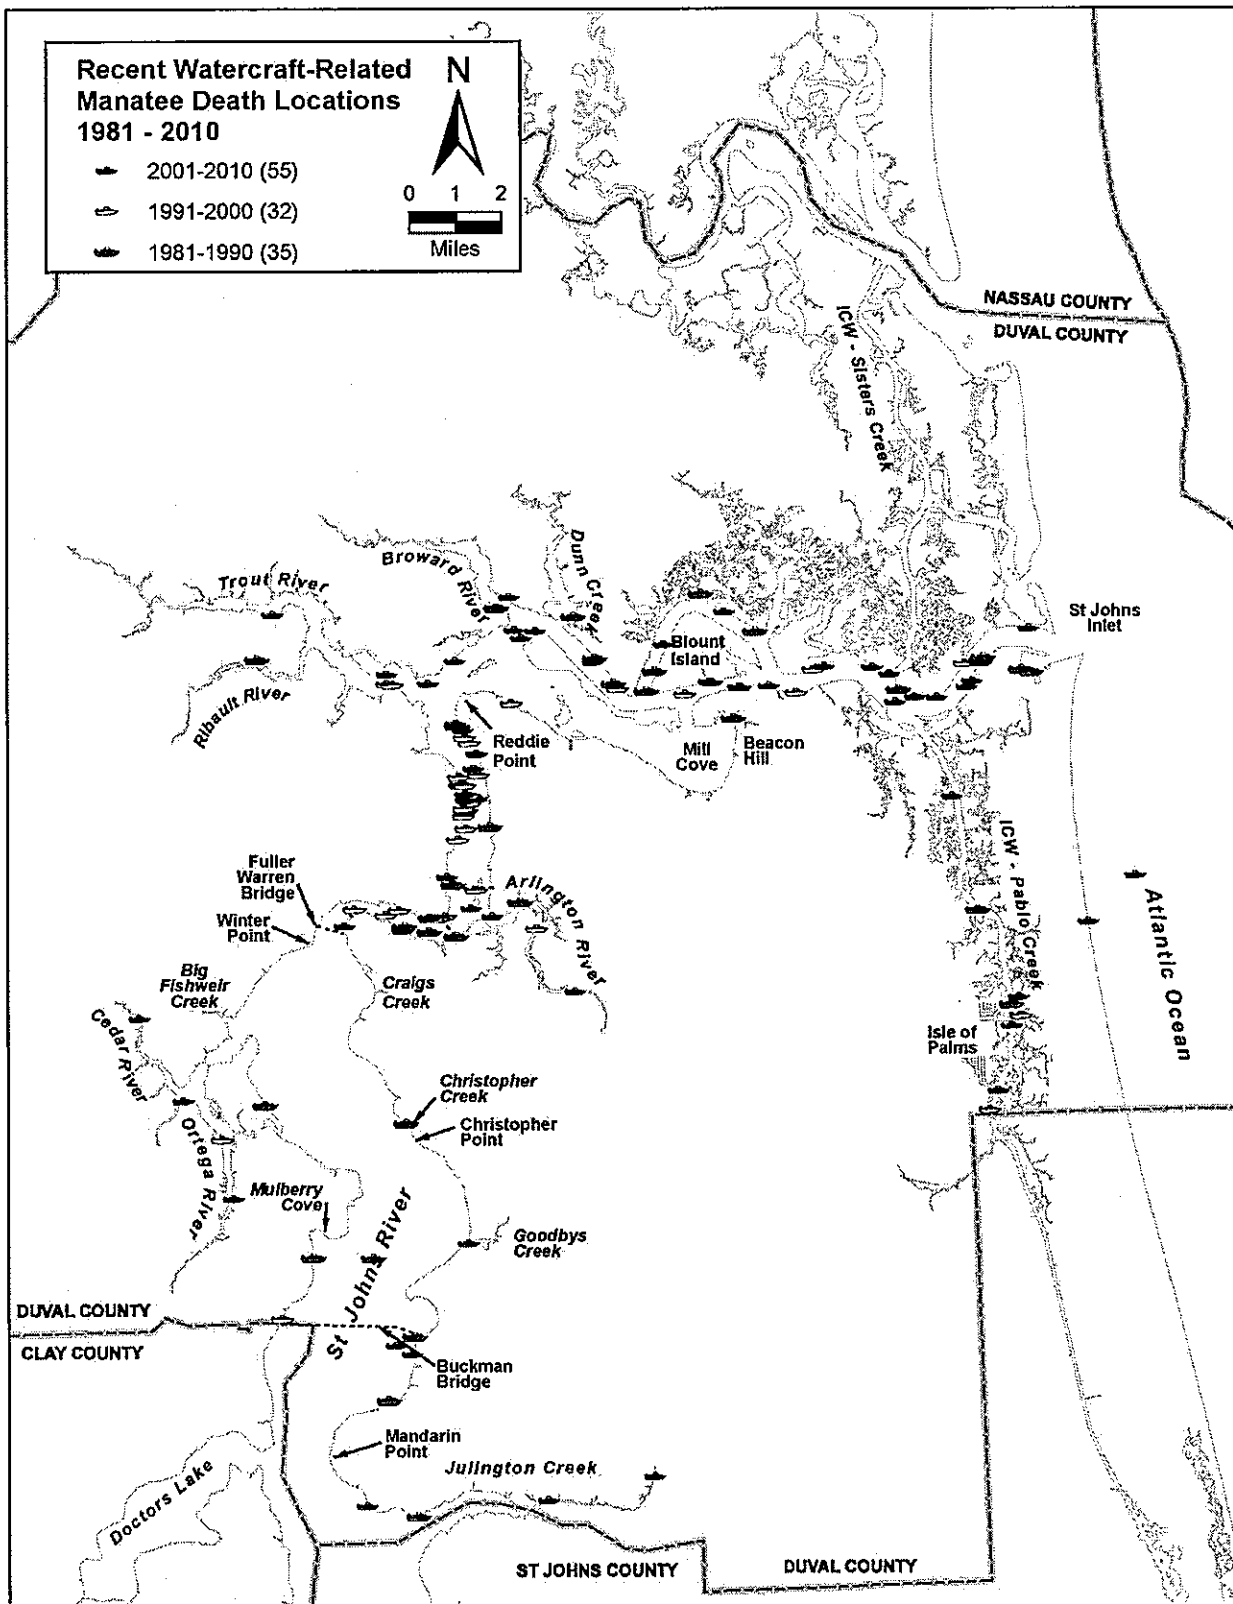 Recent Watercraft-Related
Manatee Death Locations
1981 - 2010
2001-2010 (55)
1991-2000 (32)
1981-1990 (35)
N
0 1 2
Miles
NASSAU COUNTY
DUVAL COUNTY
ICW - Sisters Creek
Trout River
Broward River
Dunn Creek
St Johns
Inlet
Blount
Island
Ribault River
Reddie
Point
Mill
Cove
Beacon
Hill
Fuller
Warren
Bridge
Arlington River
ICW - Pablo Creek
Atlantic Ocean
Winter
Point
Big
Fishweir
Creek
Craigs
Creek
Cedar River
Isle of
Palms
Christopher
Creek
Christopher
Point
Ortega River
Mulberry
Cove
St Johns River
Goodbys
Creek
DUVAL COUNTY
CLAY COUNTY
Buckman
Bridge
Mandarin
Point
Julington Creek
Doctors Lake
ST JOHNS COUNTY
DUVAL COUNTY